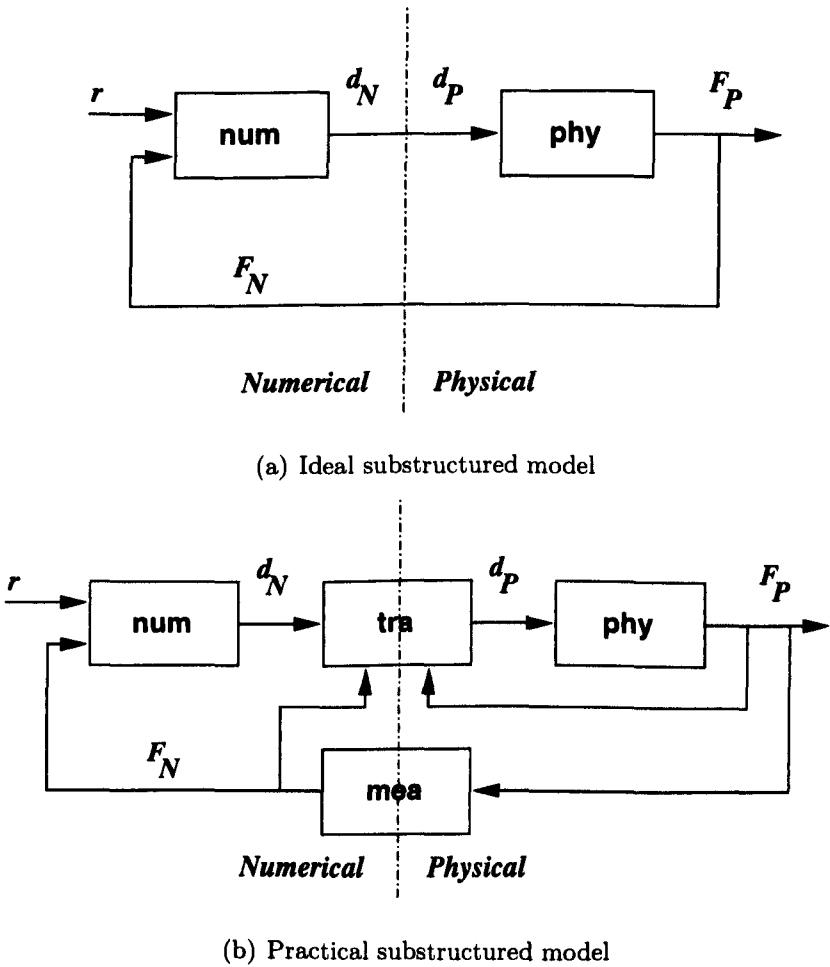 r
d_N
d_P
F_P
num
phy
F_N
Numerical Physical
(a) Ideal substructured model
r
d_N
d_P
F_P
num
tra
phy
F_N
mea
Numerical Physical
(b) Practical substructured model